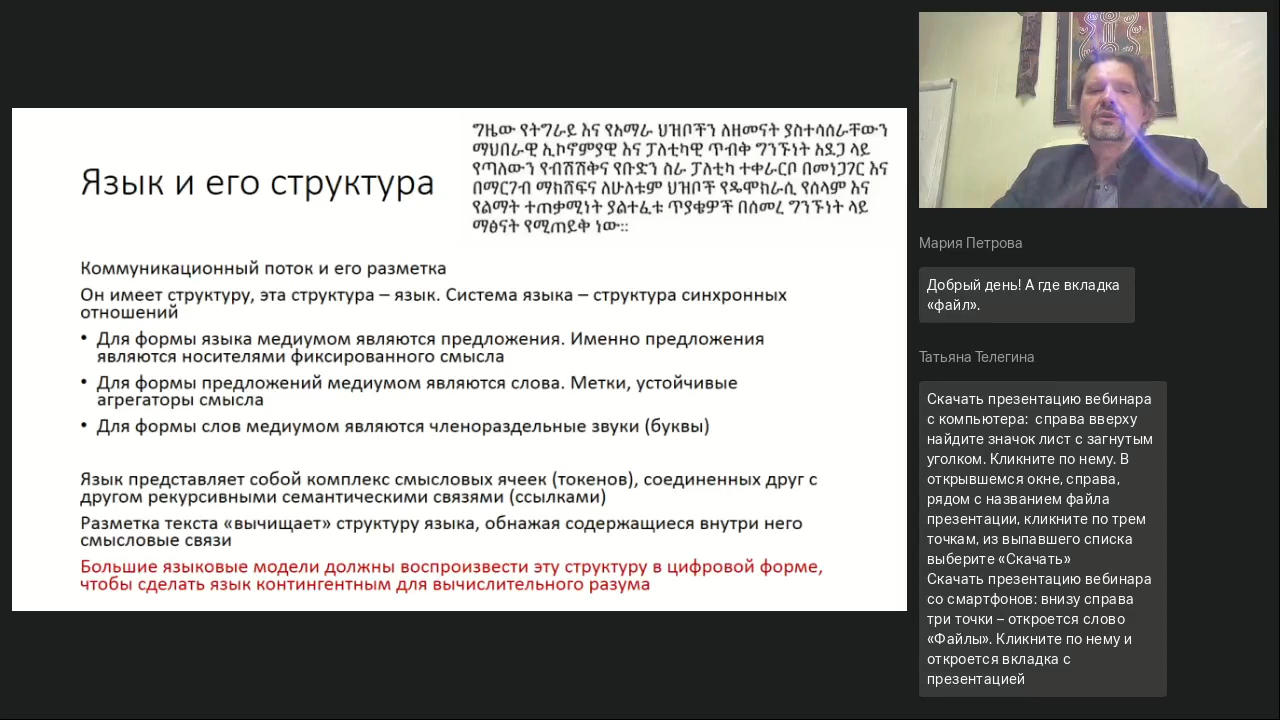 Язык и его структура
ግዜው የትግራይ እና የአማራ ህዝቦችን ለዘመናት ያስተሳሰራቸውን
ማህበራዊ ኢኮኖምያዊ እና ፓለቲካዊ ጥብቅ ግንኙነት አደጋ ላይ
የጣለውን የብሽሽቅና የቡድን ስራ ፓለቲካ ተቀራርቦ በመነጋገር እና
በማርገብ ማክሸፍና ለሁለቱም ህዝቦች የዴሞክራሲ የሰላም እና
የልማት ተጠቃሚነት ያልተፈቱ ጥያቄዎች በሰመረ ግንኙነት ላይ
ማፅናት የሚጠይቅ ነው።
Коммуникационный поток и его разметка
Он имеет структуру, эта структура – язык. Система языка – структура синхронных
отношений
• Для формы языка медиумом являются предложения. Именно предложения
являются носителями фиксированного смысла
• Для формы предложений медиумом являются слова. Метки, устойчивые
агрегаторы смысла
• Для формы слов медиумом являются членораздельные звуки (буквы)
Язык представляет собой комплекс смысловых ячеек (токенов), соединенных друг с
другом рекурсивными семантическими связями (ссылками)
Разметка текста «вычищает» структуру языка, обнажая содержащиеся внутри него
смысловые связи
Большие языковые модели должны воспроизвести эту структуру в цифровой форме,
чтобы сделать язык контингентным для вычислительного разума
Мария Петрова
Добрый день! А где вкладка
«файл».
Татьяна Телегина
Скачать презентацию вебинара
с компьютера: справа вверху
найдите значок лист с загнутым
уголком. Кликните по нему. В
открывшемся окне, справа,
рядом с названием файла
презентации, кликните по трем
точкам, из выпавшего списка
выберите «Скачать»
Скачать презентацию вебинара
со смартфонов: внизу справа
три точки – откроется слово
«Файлы». Кликните по нему и
откроется вкладка с
презентацией